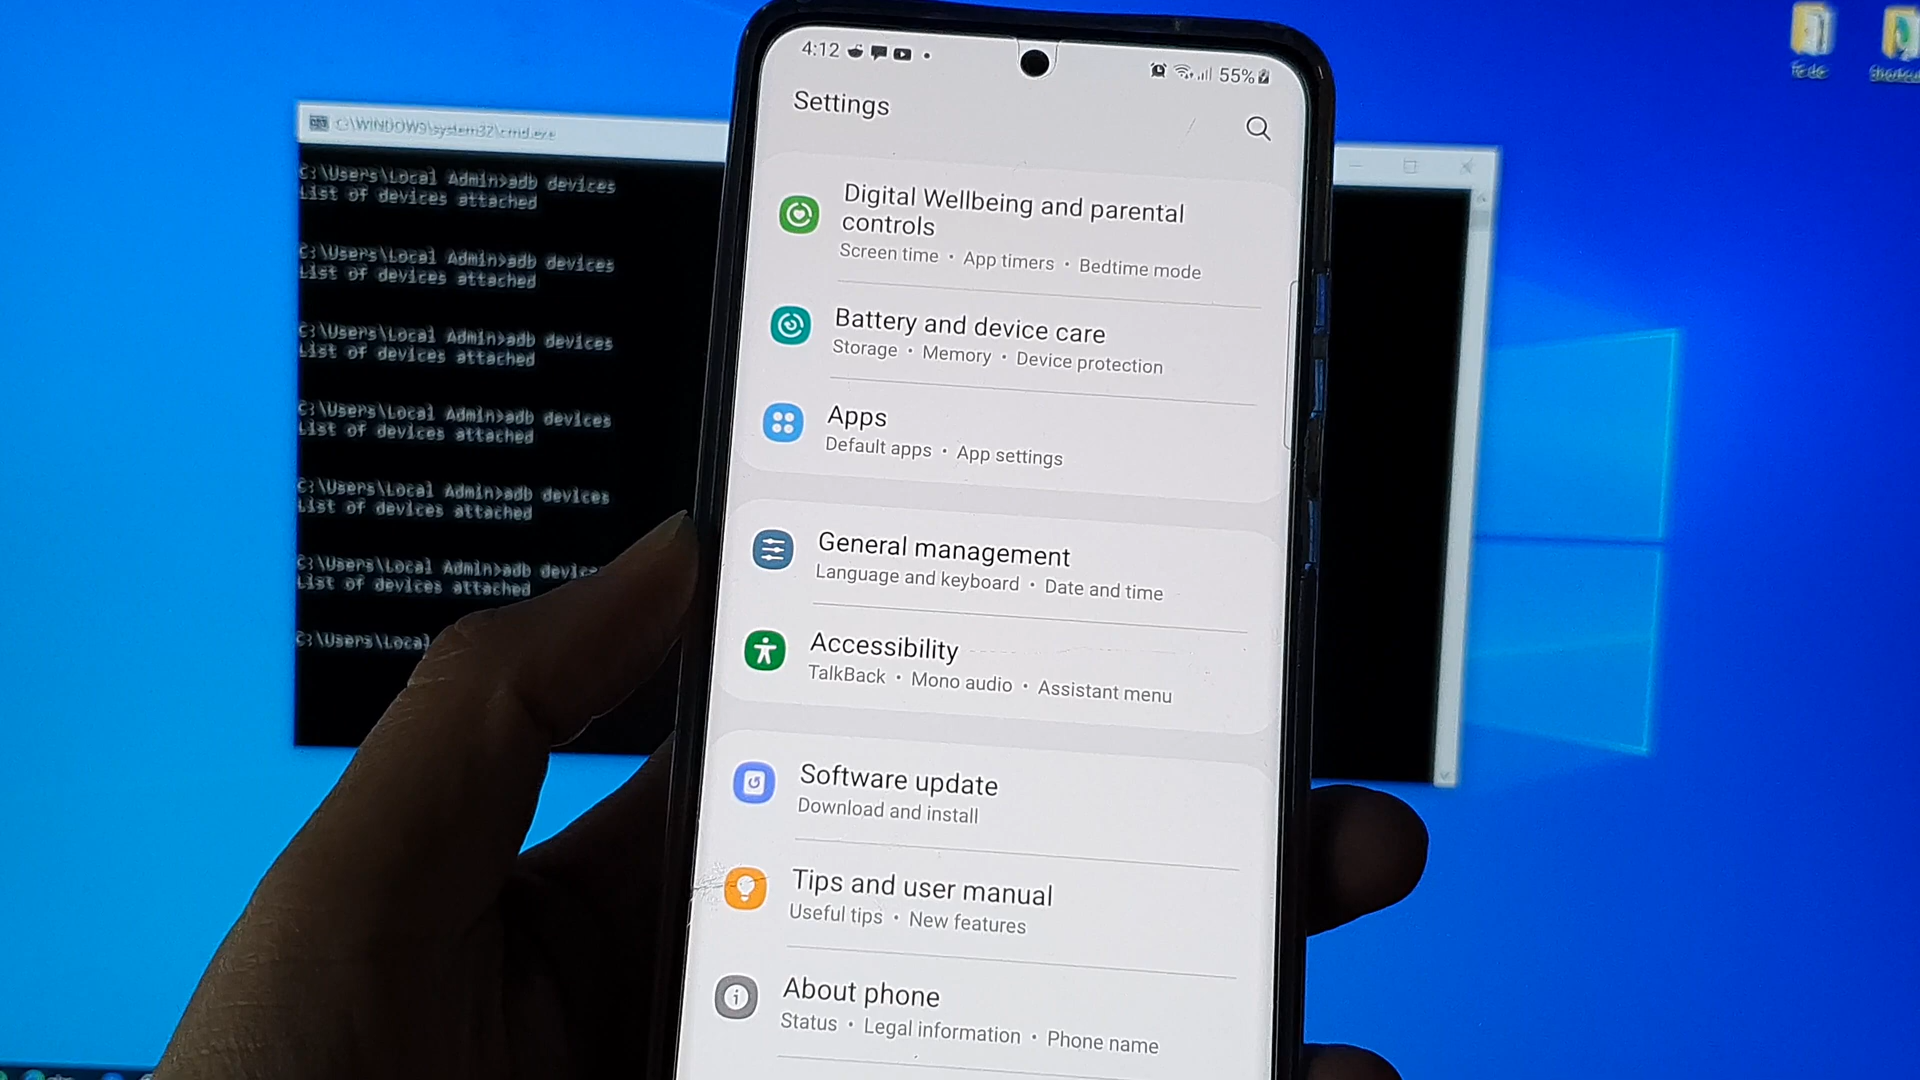 4:12
55%
Settings
Digital Wellbeing and parental
controls
Screen time • App timers • Bedtime mode
Battery and device care
Storage • Memory • Device protection
Apps
Default apps • App settings
General management
Language and keyboard • Date and time
Accessibility
TalkBack • Mono audio • Assistant menu
Software update
Download and install
Tips and user manual
Useful tips • New features
About phone
Status • Legal information • Phone name
C:\WINDOWS\system32\cmd.exe
C:\Users\Local Admin>adb devices
List of devices attached
C:\Users\Local Admin>adb devices
List of devices attached
C:\Users\Local Admin>adb devices
List of devices attached
C:\Users\Local Admin>adb devices
List of devices attached
C:\Users\Local Admin>adb devices
List of devices attached
C:\Users\Local Admin>adb device
List of devices attached
C:\Users\Local